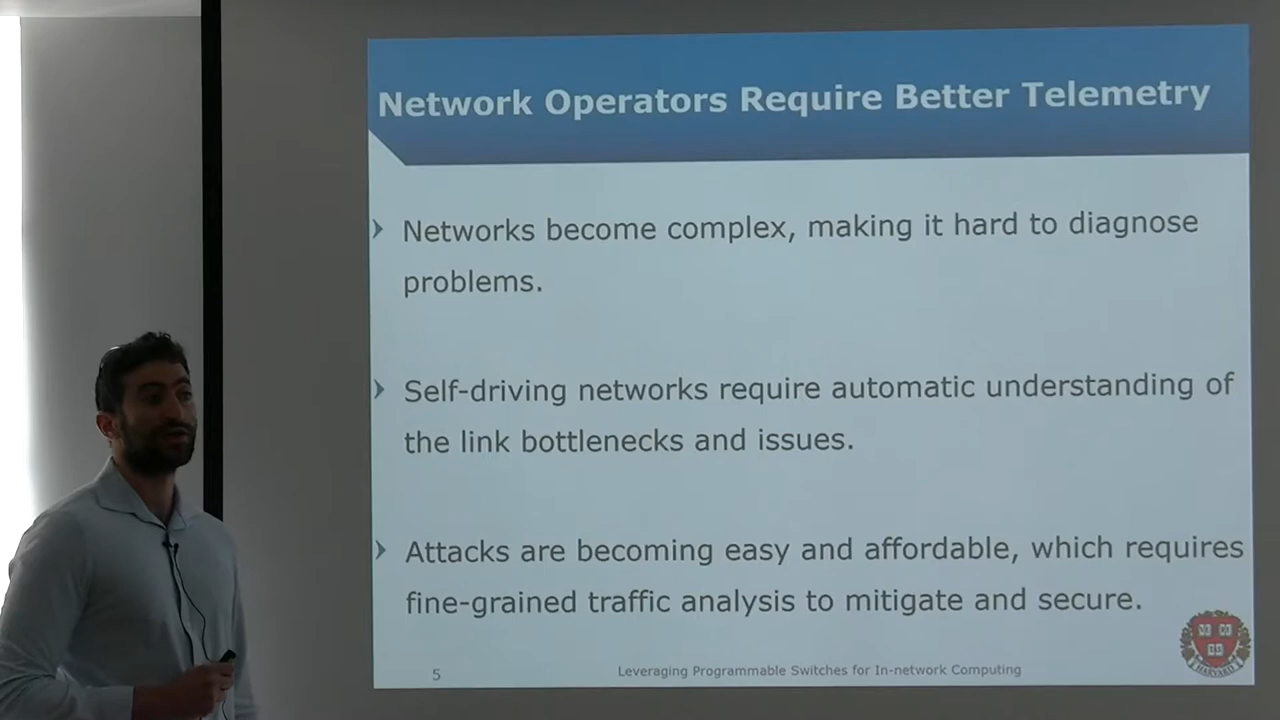 Network Operators Require Better Telemetry
Networks become complex, making it hard to diagnose
problems.
Self-driving networks require automatic understanding of
the link bottlenecks and issues.
Attacks are becoming easy and affordable, which requires
fine-grained traffic analysis to mitigate and secure.
5
Leveraging Programmable Switches for In-network Computing
HARVARD